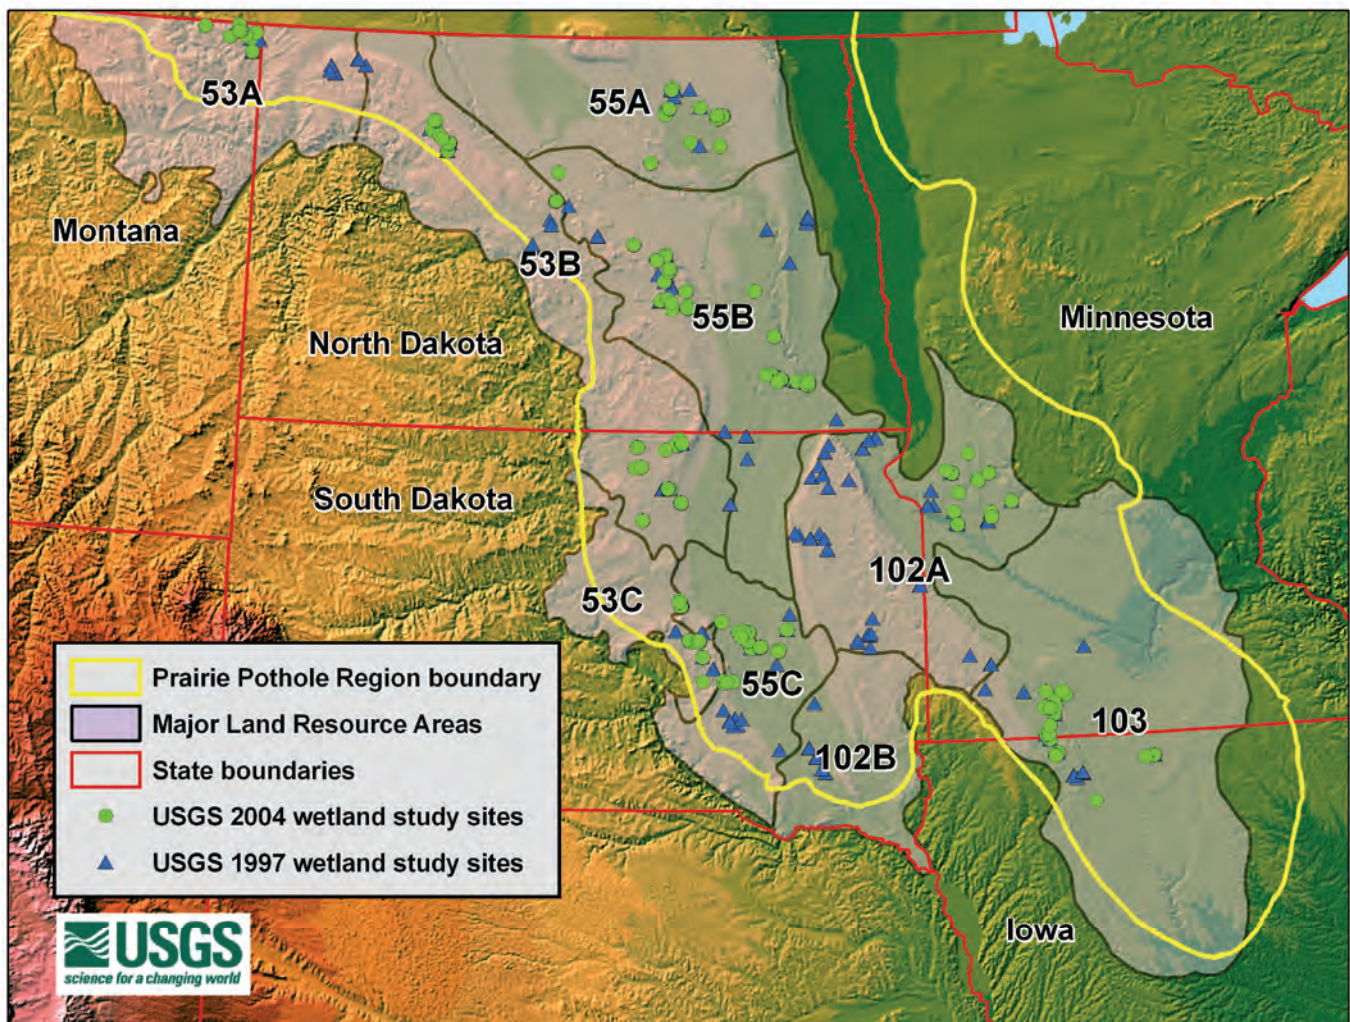 53A
55A
Montana
53B
55B
Minnesota
North Dakota
South Dakota
102A
53C
55C
103
102B
Iowa
Prairie Pothole Region boundary
Major Land Resource Areas
State boundaries
USGS 2004 wetland study sites
USGS 1997 wetland study sites
USGS
science for a changing world